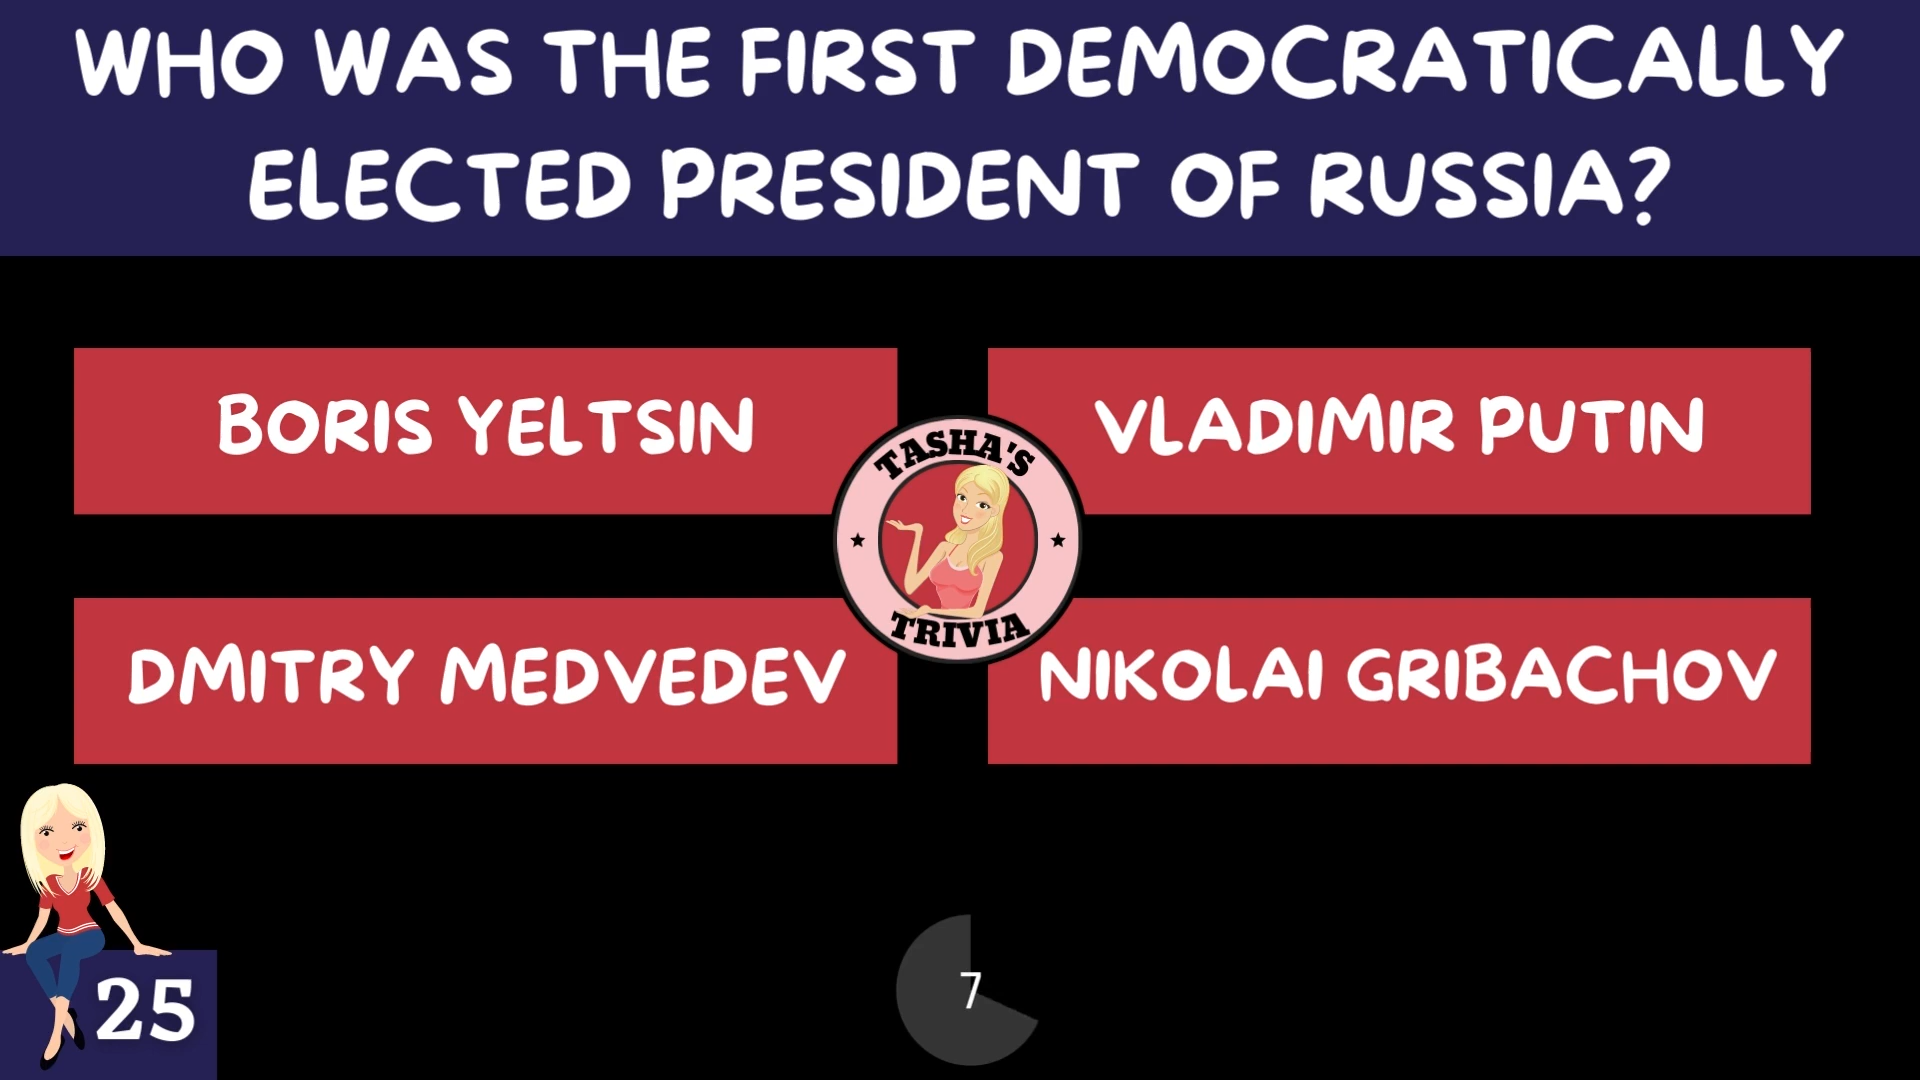 WHO WAS THE FIRST DEMOCRATICALLY
ELECTED PRESIDENT OF RUSSIA?
BORIS YELTSIN
VLADIMIR PUTIN
TASHA'S
TRIVIA
DMITRY MEDVEDEV
NIKOLAI GRIBACHOV
25
7